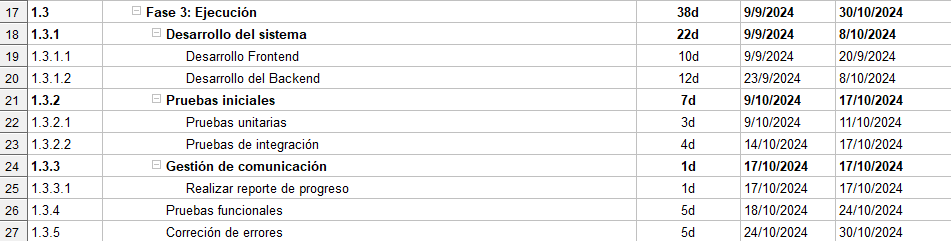 17 1.3 Fase 3: Ejecución 38d 9/9/2024 30/10/2024
18 1.3.1 Desarrollo del sistema 22d 9/9/2024 8/10/2024
19 1.3.1.1 Desarrollo Frontend 10d 9/9/2024 20/9/2024
20 1.3.1.2 Desarrollo del Backend 12d 23/9/2024 8/10/2024
21 1.3.2 Pruebas iniciales 7d 9/10/2024 17/10/2024
22 1.3.2.1 Pruebas unitarias 3d 9/10/2024 11/10/2024
23 1.3.2.2 Pruebas de integración 4d 14/10/2024 17/10/2024
24 1.3.3 Gestión de comunicación 1d 17/10/2024 17/10/2024
25 1.3.3.1 Realizar reporte de progreso 1d 17/10/2024 17/10/2024
26 1.3.4 Pruebas funcionales 5d 18/10/2024 24/10/2024
27 1.3.5 Correción de errores 5d 24/10/2024 30/10/2024